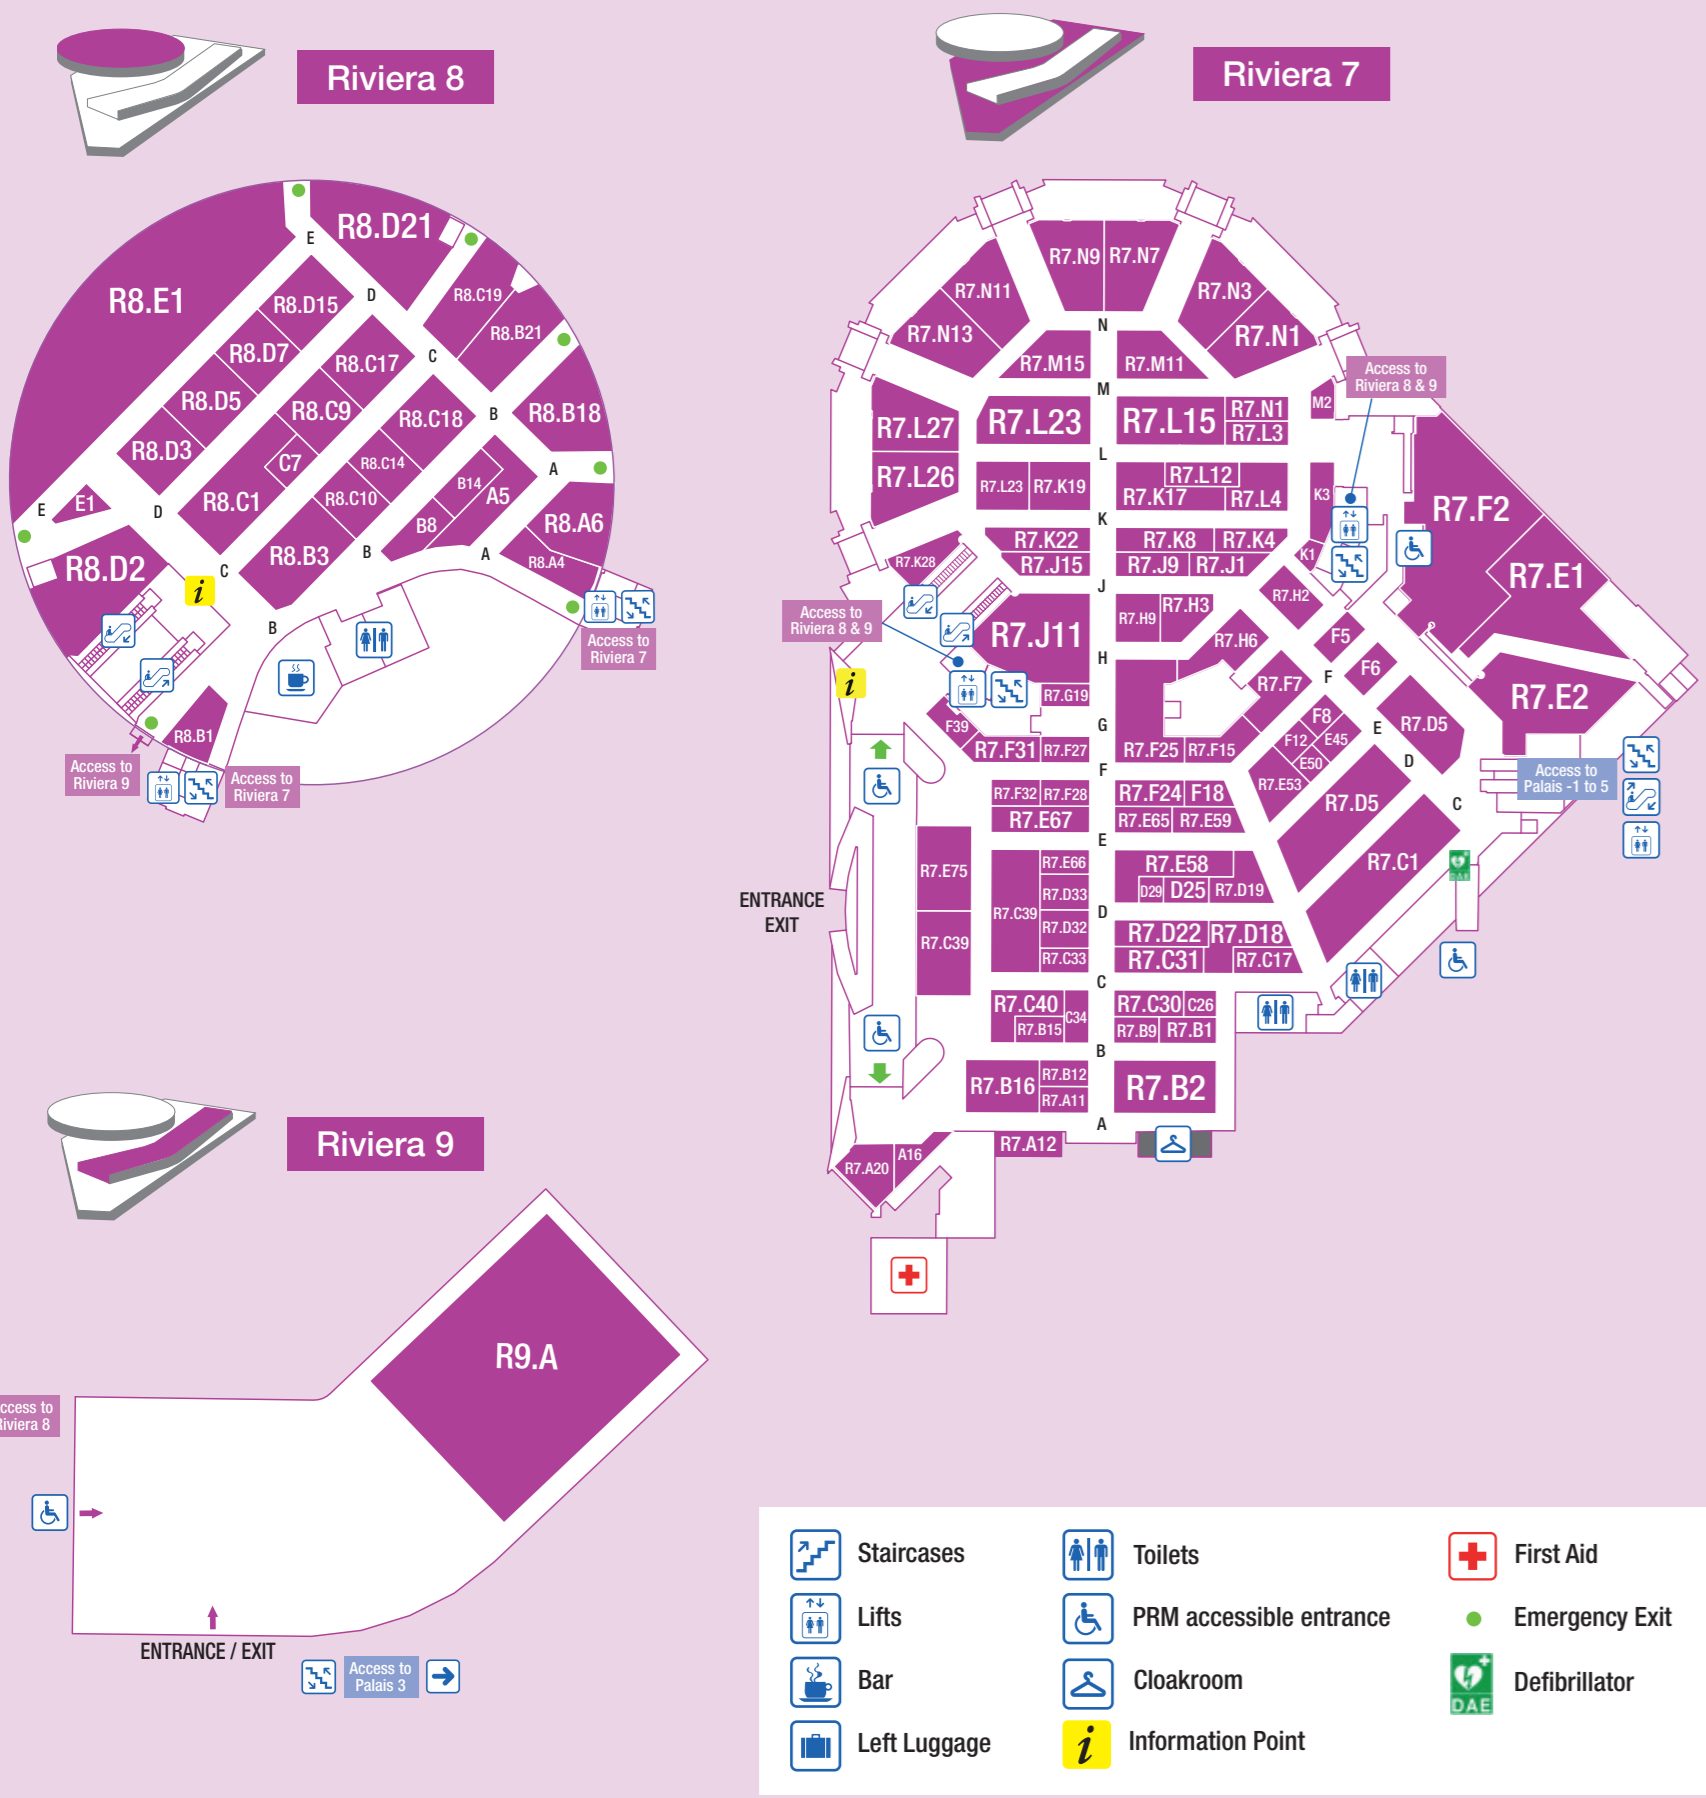 Riviera 8
R8.D21
E
R8.E1
D
R8.D15
R8.C19
R8.B21
R8.D7
R8.C17
C
R8.D5
R8.C9
R8.C18
B
R8.B18
R8.D3
C7
R8.C14
A
B14
A5
R8.C10
R8.C1
E1
E
D
B8
R8.A6
R8.B3
B
A
R8.A4
R8.D2
C
i
B
Access to
Riviera 7
R8.B1
Access to
Riviera 9
Access to
Riviera 7
Riviera 7
R7.N9
R7.N7
R7.N11
R7.N3
R7.N13
N
R7.N1
R7.M15
R7.M11
Access to
Riviera 8 & 9
M
M2
R7.L27
R7.L23
R7.L15
R7.N1
R7.L3
L
R7.L26
R7.L23
R7.K19
R7.L12
R7.K17
R7.L4
K3
R7.F2
K
R7.K22
R7.K8
R7.K4
K1
R7.K28
R7.J15
R7.J9
R7.J1
R7.E1
J
R7.H2
Access to
Riviera 8 & 9
R7.J11
R7.H9
R7.H3
R7.H6
F5
H
F6
i
R7.G19
R7.F7
F
R7.E2
F39
G
F8
R7.D5
E
R7.F31
R7.F27
R7.F25
R7.F15
F12
E45
E50
D
F
R7.E53
Access to
Palais -1 to 5
R7.F32
R7.F28
R7.F24
F18
R7.D5
C
R7.E67
R7.E65
R7.E59
E
R7.E75
R7.E66
R7.E58
R7.C1
DAE
R7.D33
D29
D25
R7.D19
ENTRANCE
EXIT
R7.C39
D
R7.C39
R7.D32
R7.D22
R7.D18
R7.C33
R7.C31
R7.C17
C
R7.C40
C34
R7.C30
C26
R7.B15
R7.B9
R7.B1
B
R7.B16
R7.B12
R7.B2
R7.A11
A
R7.A12
R7.A20
A16
Riviera 9
R9.A
ccess to
Riviera 8
ENTRANCE / EXIT
Access to
Palais 3
Staircases
Toilets
First Aid
Lifts
PRM accessible entrance
Emergency Exit
Bar
Cloakroom
DAE
Defibrillator
Left Luggage
i
Information Point